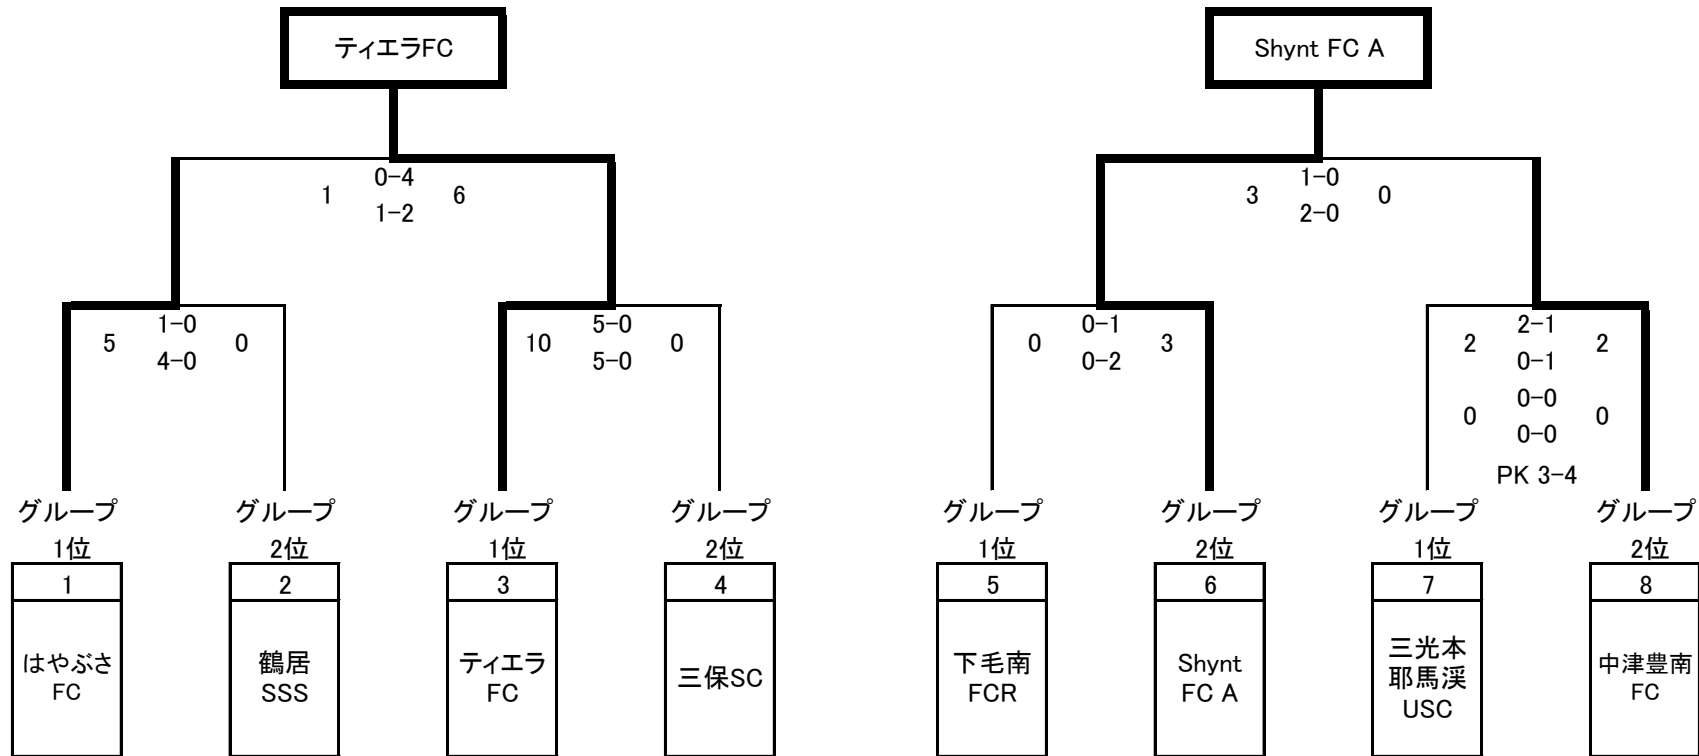 ティエラFC
Shynt FC A
0-4
1 6
1-2
1-0
3 0
2-0
1-0
5 0
4-0
5-0
10 0
5-0
0-1
0 3
0-2
2-1
2 2
0-1
0-0
0 0
0-0
PK 3-4
グループ グループ グループ グループ グループ グループ グループ グループ
1位 2位 1位 2位 1位 2位 1位 2位
1 2 3 4 5 6 7 8
はやぶさ
FC
鶴居
SSS
ティエラ
FC
三保SC
下毛南
FCR
Shynt
FC A
三光本
耶馬渓
USC
中津豊南
FC